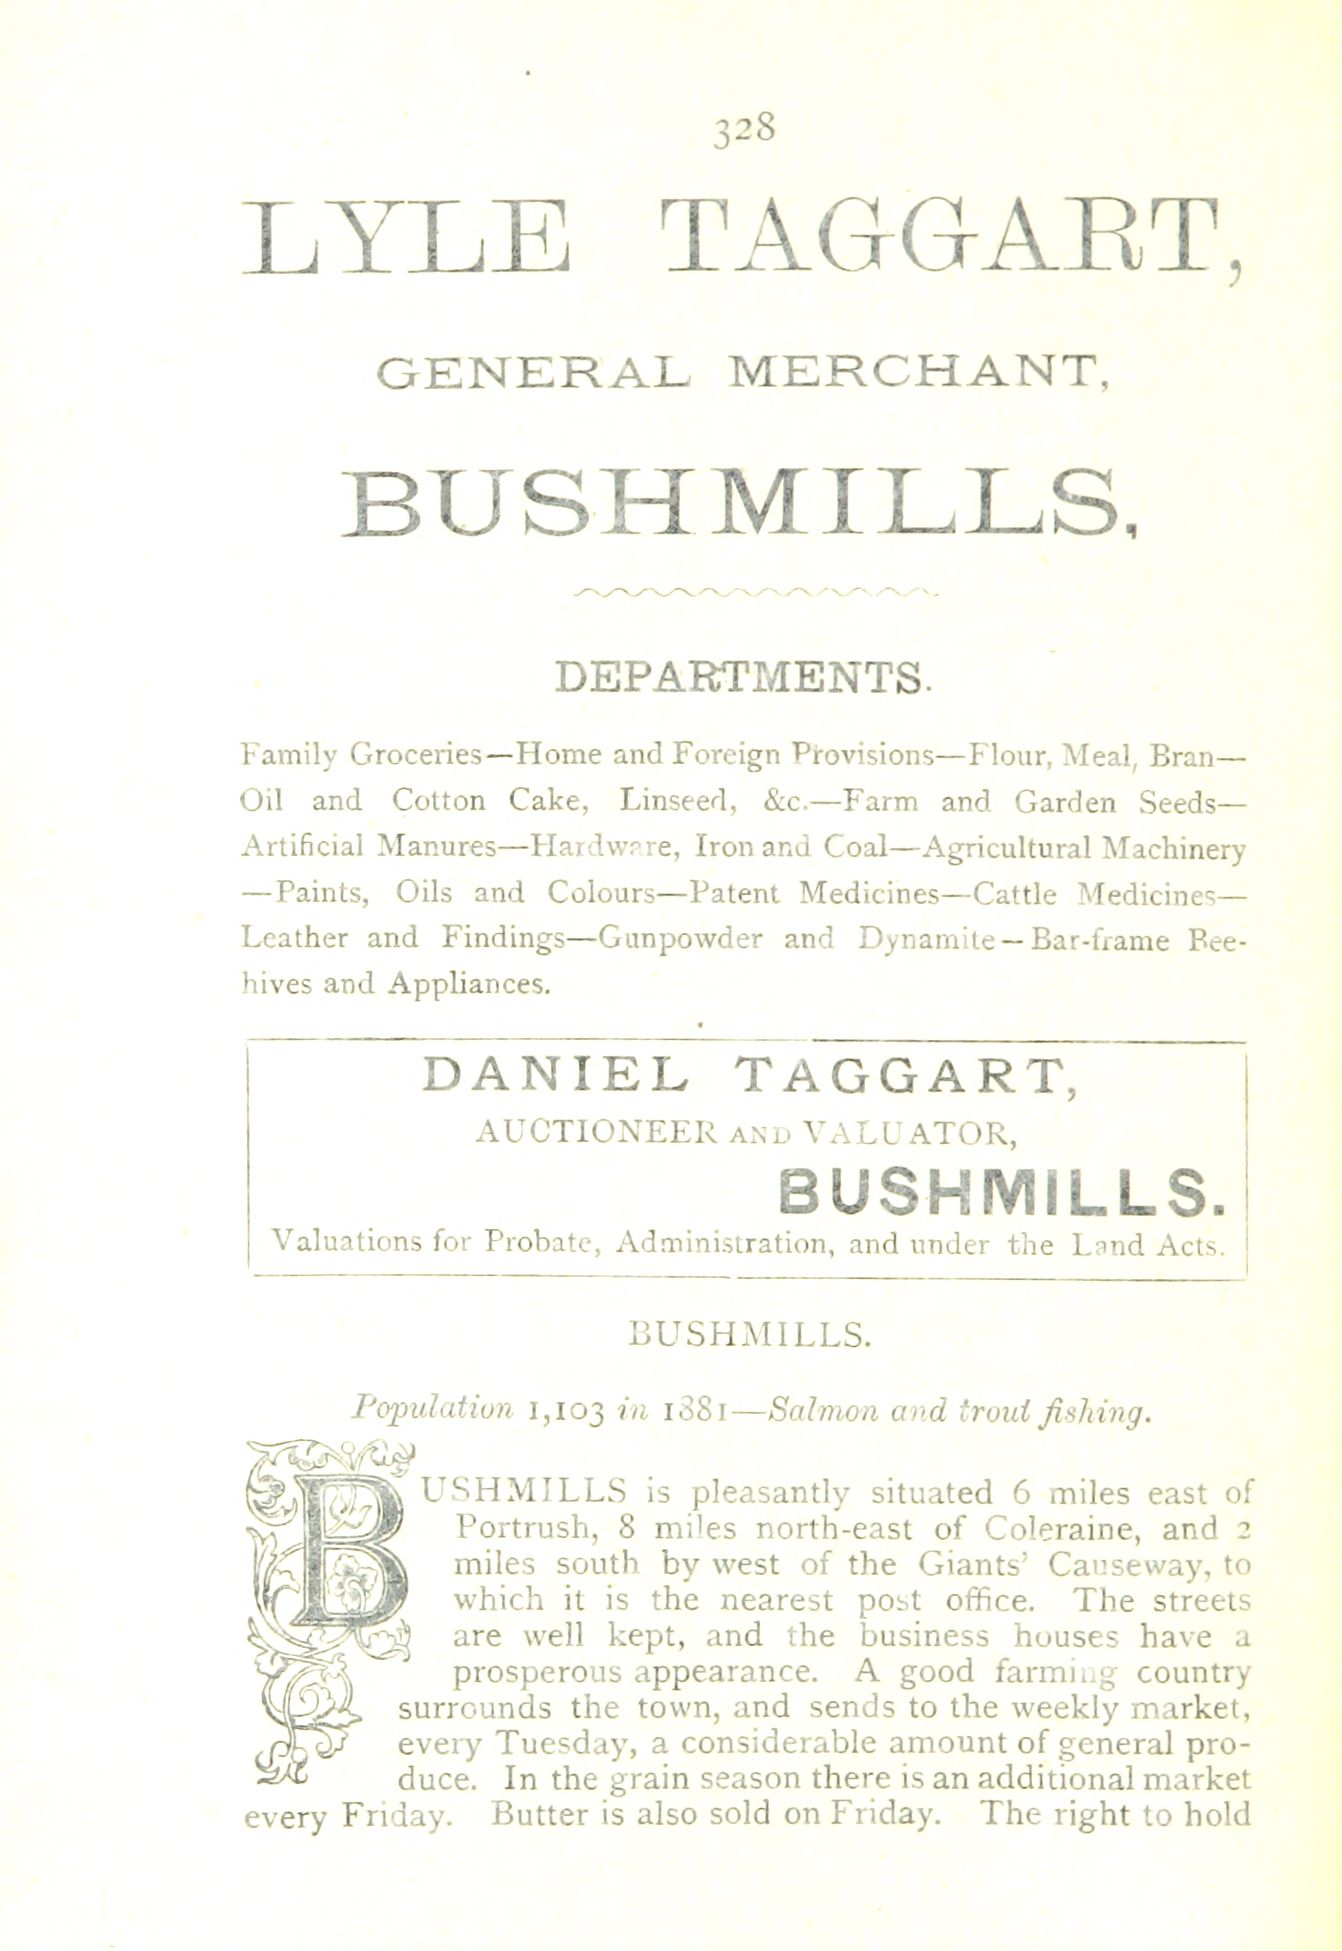 328
LYLE TAGGART,
GENERAL MERCHANT,
BUSHMILLS,
DEPARTMENTS.
Family Groceries—Home and Foreign Provisions—Flour, Meal, Bran—
Oil and Cotton Cake, Linseed, &c.—Farm and Garden Seeds—
Artificial Manures—Hardware, Iron and Coal—Agricultural Machinery
—Paints, Oils and Colours—Patent Medicines—Cattle Medicines—
Leather and Findings—Gunpowder and Dynamite—Bar-frame Bee-
hives and Appliances.
DANIEL TAGGART,
AUCTIONEER AND VALUATOR,
BUSHMILLS.
Valuations for Probate, Administration, and under the Land Acts.
BUSHMILLS.
Population 1,103 in 1881—Salmon and trout fishing.
BUSHMILLS is pleasantly situated 6 miles east of
Portrush, 8 miles north-east of Coleraine, and 2
miles south by west of the Giants' Causeway, to
which it is the nearest post office. The streets
are well kept, and the business houses have a
prosperous appearance. A good farming country
surrounds the town, and sends to the weekly market,
every Tuesday, a considerable amount of general pro-
duce. In the grain season there is an additional market
every Friday. Butter is also sold on Friday. The right to hold